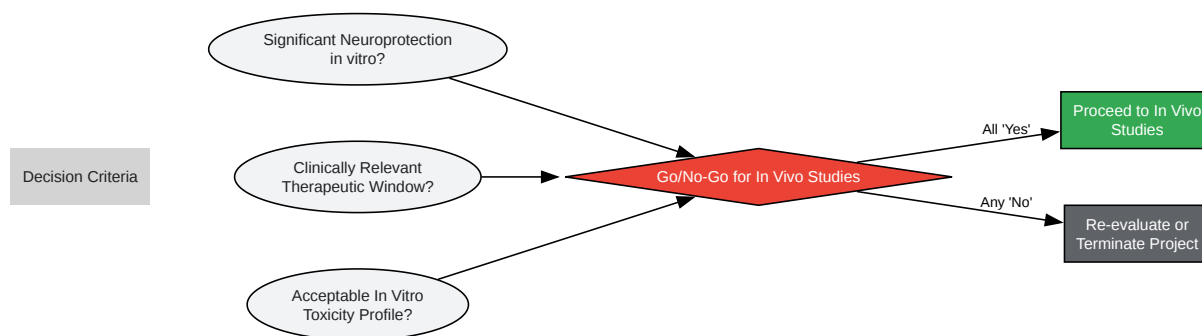 Significant Neuroprotection
in vitro?
Decision Criteria
Clinically Relevant
Therapeutic Window?
Acceptable In Vitro
Toxicity Profile?
Go/No-Go for In Vivo Studies
All 'Yes'
Any 'No'
Proceed to In Vivo
Studies
Re-evaluate or
Terminate Project